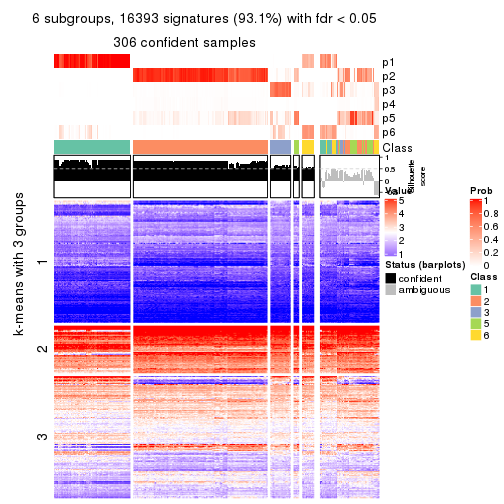 6 subgroups, 16393 signatures (93.1%) with fdr < 0.05
306 confident samples
p1
p2
p3
p4
p5
p6
Class
1
0.5
0
0.5
Silhouette
score
k-means with 3 groups
1
2
3
Value
5
4
3
2
1
Status (barplots)
confident
ambiguous
Prob
1
0.8
0.6
0.4
0.2
0
Class
1
2
3
5
6